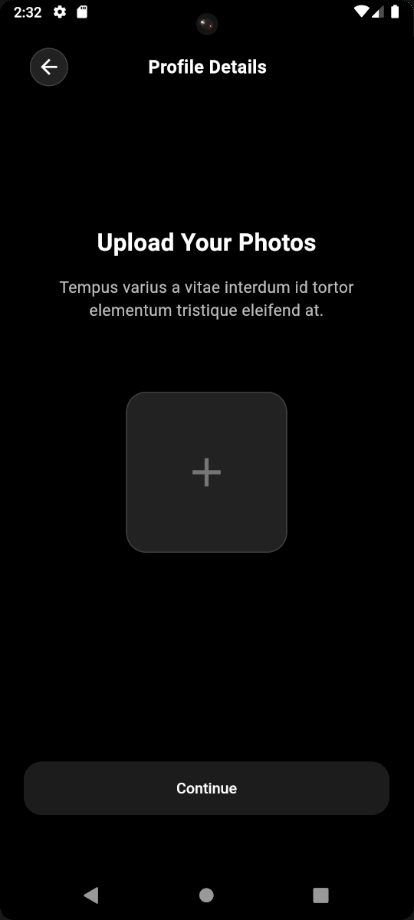 2:32
Profile Details
Upload Your Photos
Tempus varius a vitae interdum id tortor
elementum tristique eleifend at.
Continue